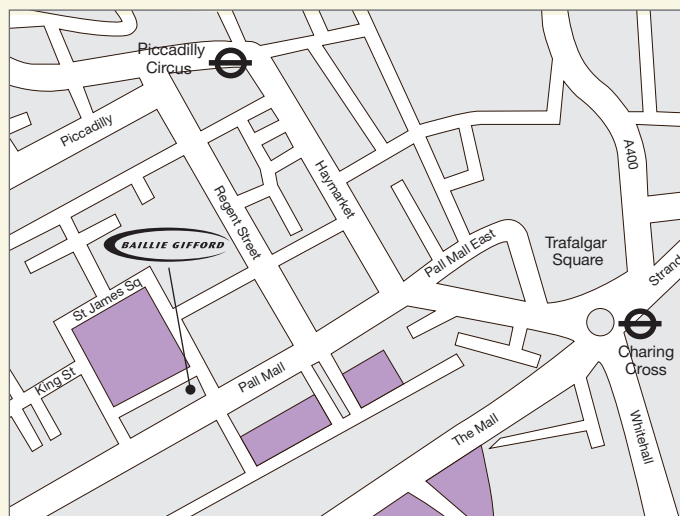 Piccadilly
Circus
Piccadilly
A400
Haymarket
Regent Street
BAILLIE GIFFORD
Pall Mall East
Trafalgar
Square
Strand
St James Sq
Charing
Cross
King St
Pall Mall
The Mall
Whitehall